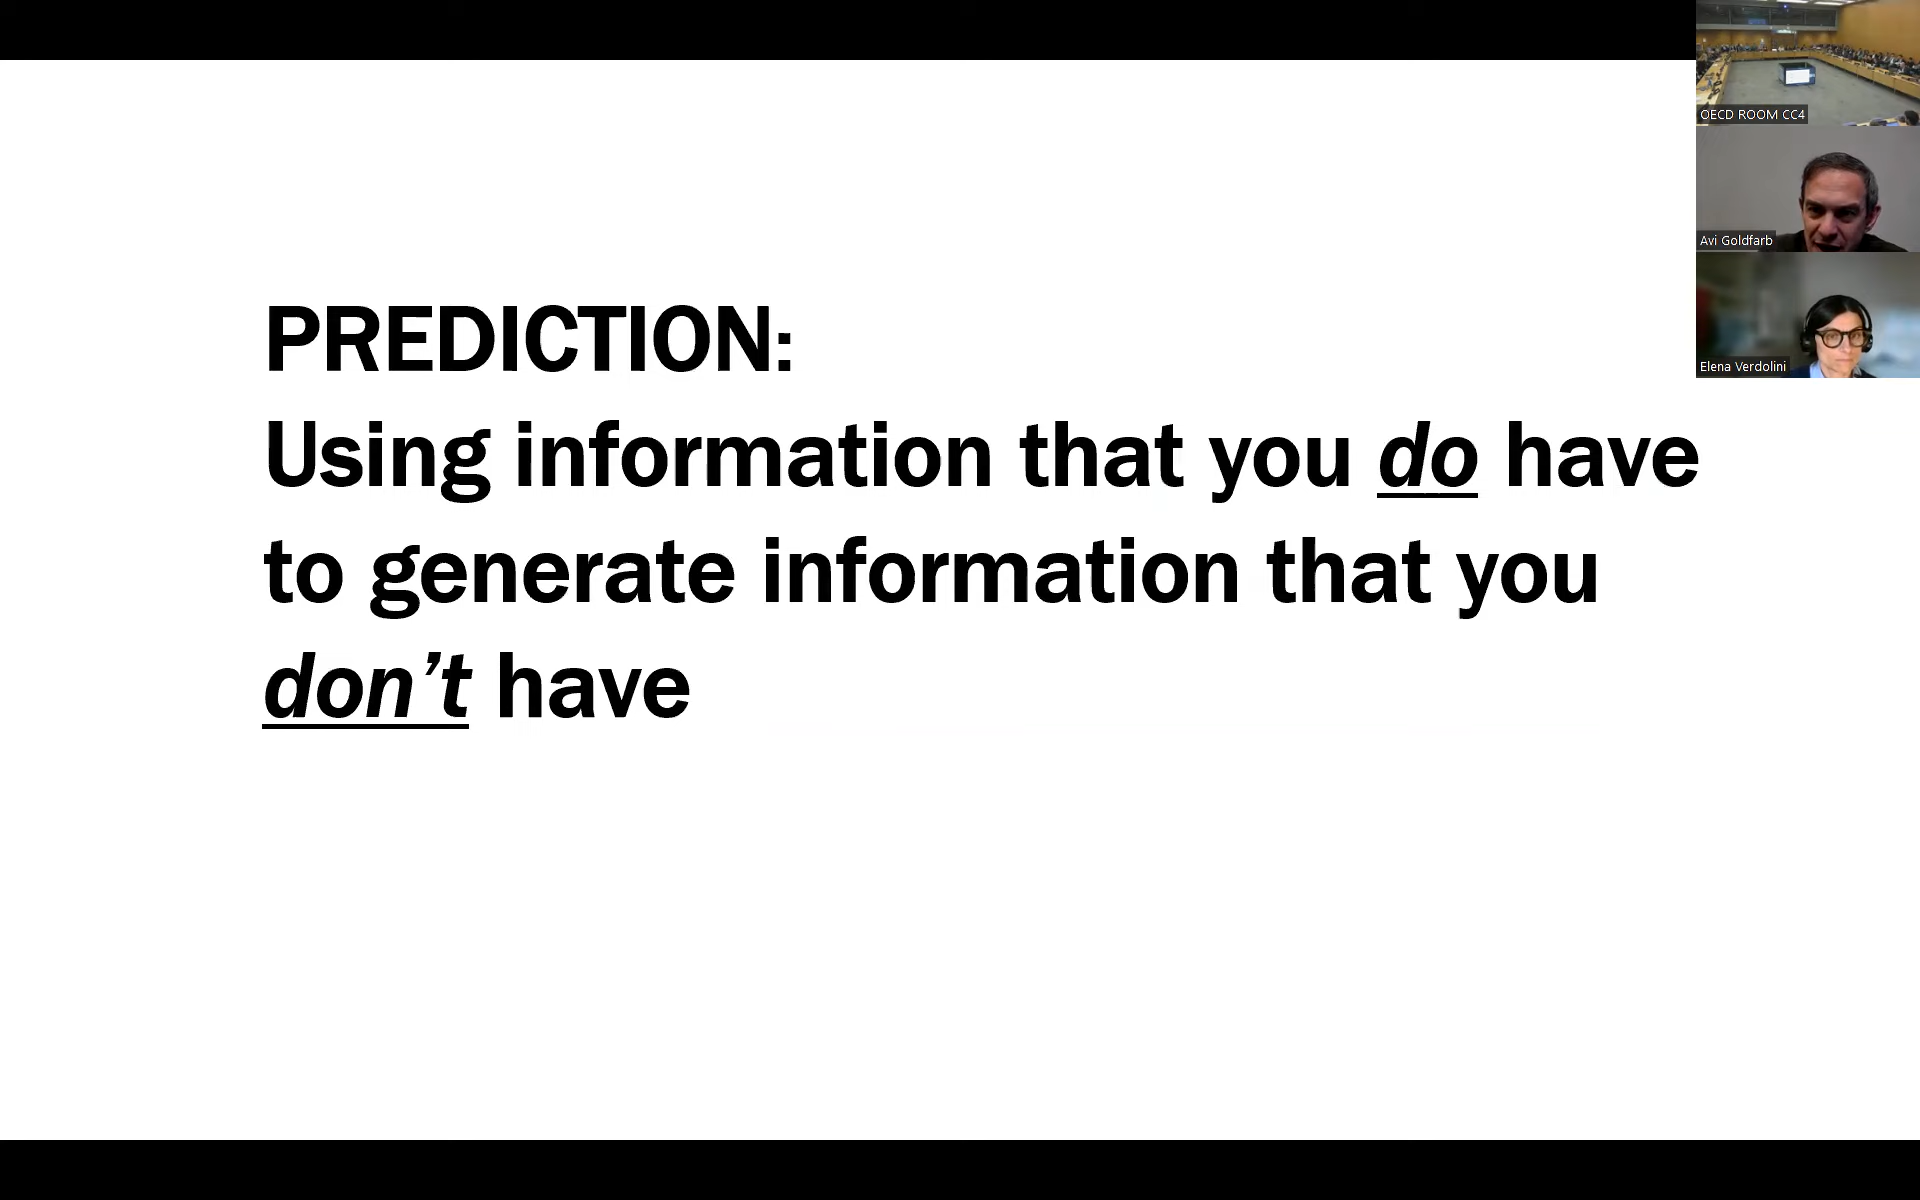 PREDICTION:
Using information that you do have
to generate information that you
don’t have
OECD ROOM CC4
Avi Goldfarb
Elena Verdolini